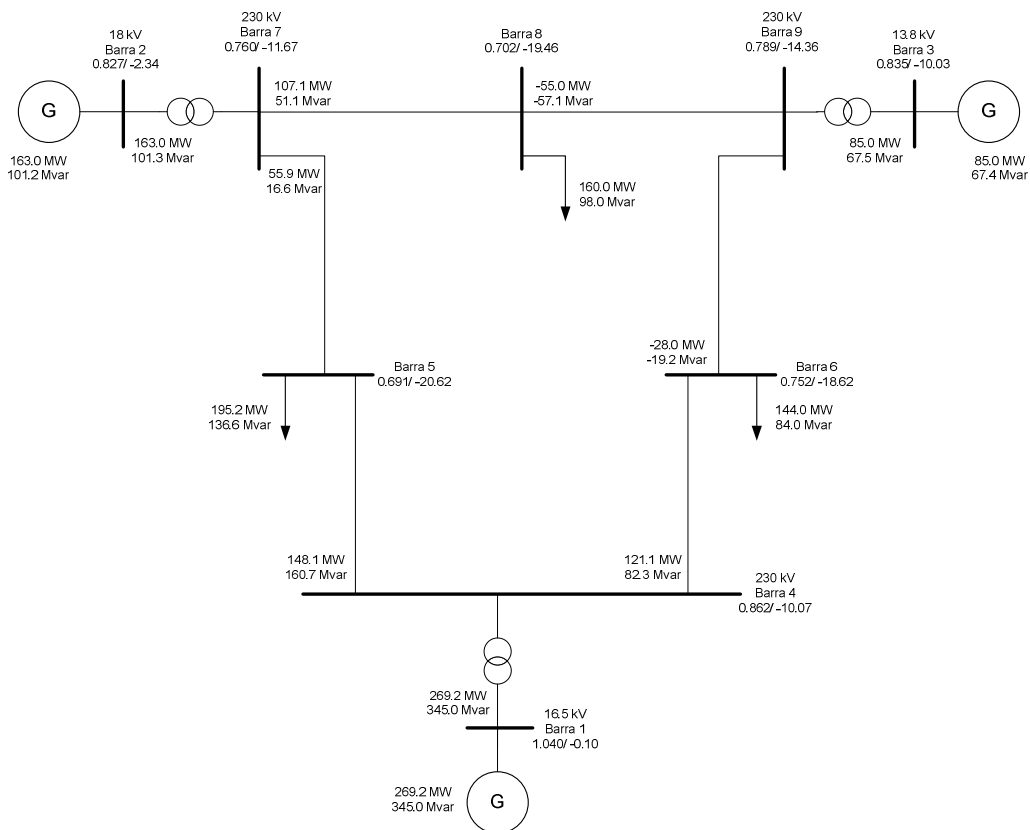 18 kV
Barra 2
0.827/ -2.34
230 kV
Barra 7
0.760/ -11.67
Barra 8
0.702/ -19.46
230 kV
Barra 9
0.789/ -14.36
13.8 kV
Barra 3
0.835/ -10.03
G
163.0 MW
101.2 Mvar
163.0 MW
101.3 Mvar
107.1 MW
51.1 Mvar
-55.0 MW
-57.1 Mvar
85.0 MW
67.5 Mvar
G
85.0 MW
67.4 Mvar
55.9 MW
16.6 Mvar
160.0 MW
98.0 Mvar
Barra 5
0.691/ -20.62
-28.0 MW
-19.2 Mvar
Barra 6
0.752/ -18.62
195.2 MW
136.6 Mvar
144.0 MW
84.0 Mvar
148.1 MW
160.7 Mvar
121.1 MW
82.3 Mvar
230 kV
Barra 4
0.862/ -10.07
269.2 MW
345.0 Mvar
16.5 kV
Barra 1
1.040/ -0.10
269.2 MW
345.0 Mvar
G